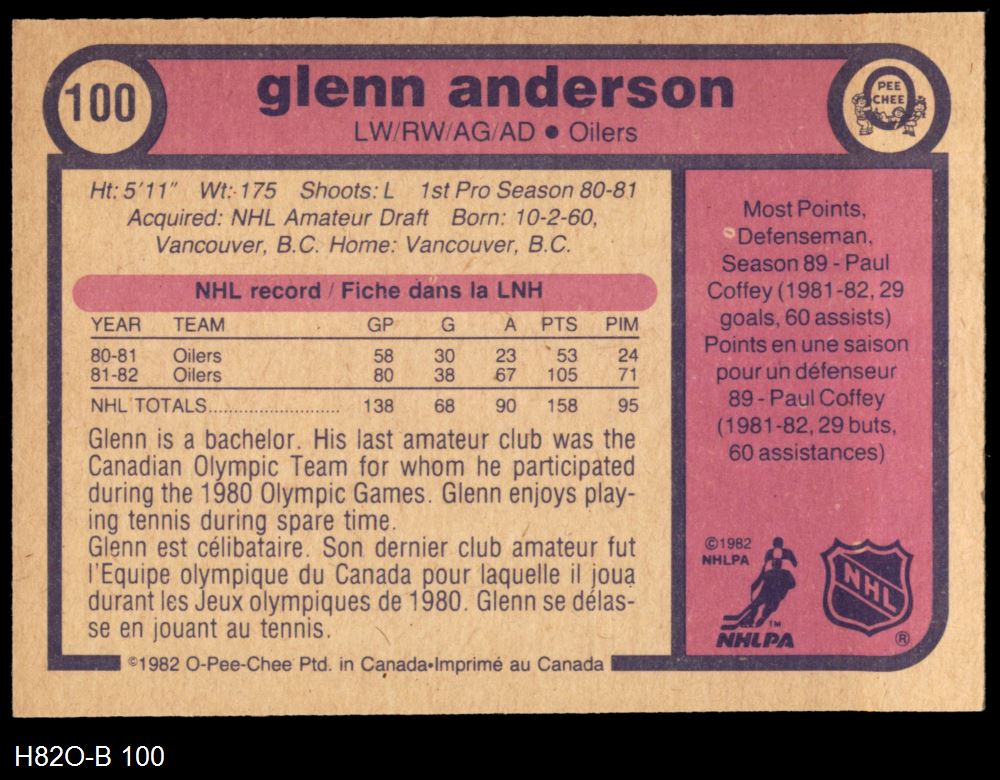 100
glenn anderson
LW/RW/AG/AD • Oilers
O
PEE
CHEE
Ht: 5'11" Wt: 175 Shoots: L 1st Pro Season 80-81
Acquired: NHL Amateur Draft Born: 10-2-60,
Vancouver, B.C. Home: Vancouver, B.C.
NHL record / Fiche dans la LNH
YEAR TEAM GP G A PTS PIM
80-81 Oilers 58 30 23 53 24
81-82 Oilers 80 38 67 105 71
NHL TOTALS........................... 138 68 90 158 95
Glenn is a bachelor. His last amateur club was the
Canadian Olympic Team for whom he participated
during the 1980 Olympic Games. Glenn enjoys play-
ing tennis during spare time.
Glenn est célibataire. Son dernier club amateur fut
l'Equipe olympique du Canada pour laquelle il joua
durant les Jeux olympiques de 1980. Glenn se délas-
se en jouant au tennis.
©1982 O-Pee-Chee Ptd. in Canada•Imprimé au Canada
Most Points,
Defenseman,
Season 89 - Paul
Coffey (1981-82, 29
goals, 60 assists)
Points en une saison
pour un défenseur
89 - Paul Coffey
(1981-82, 29 buts,
60 assistances)
©1982
NHLPA
TM
NHLPA
NHL
®
H82O-B 100